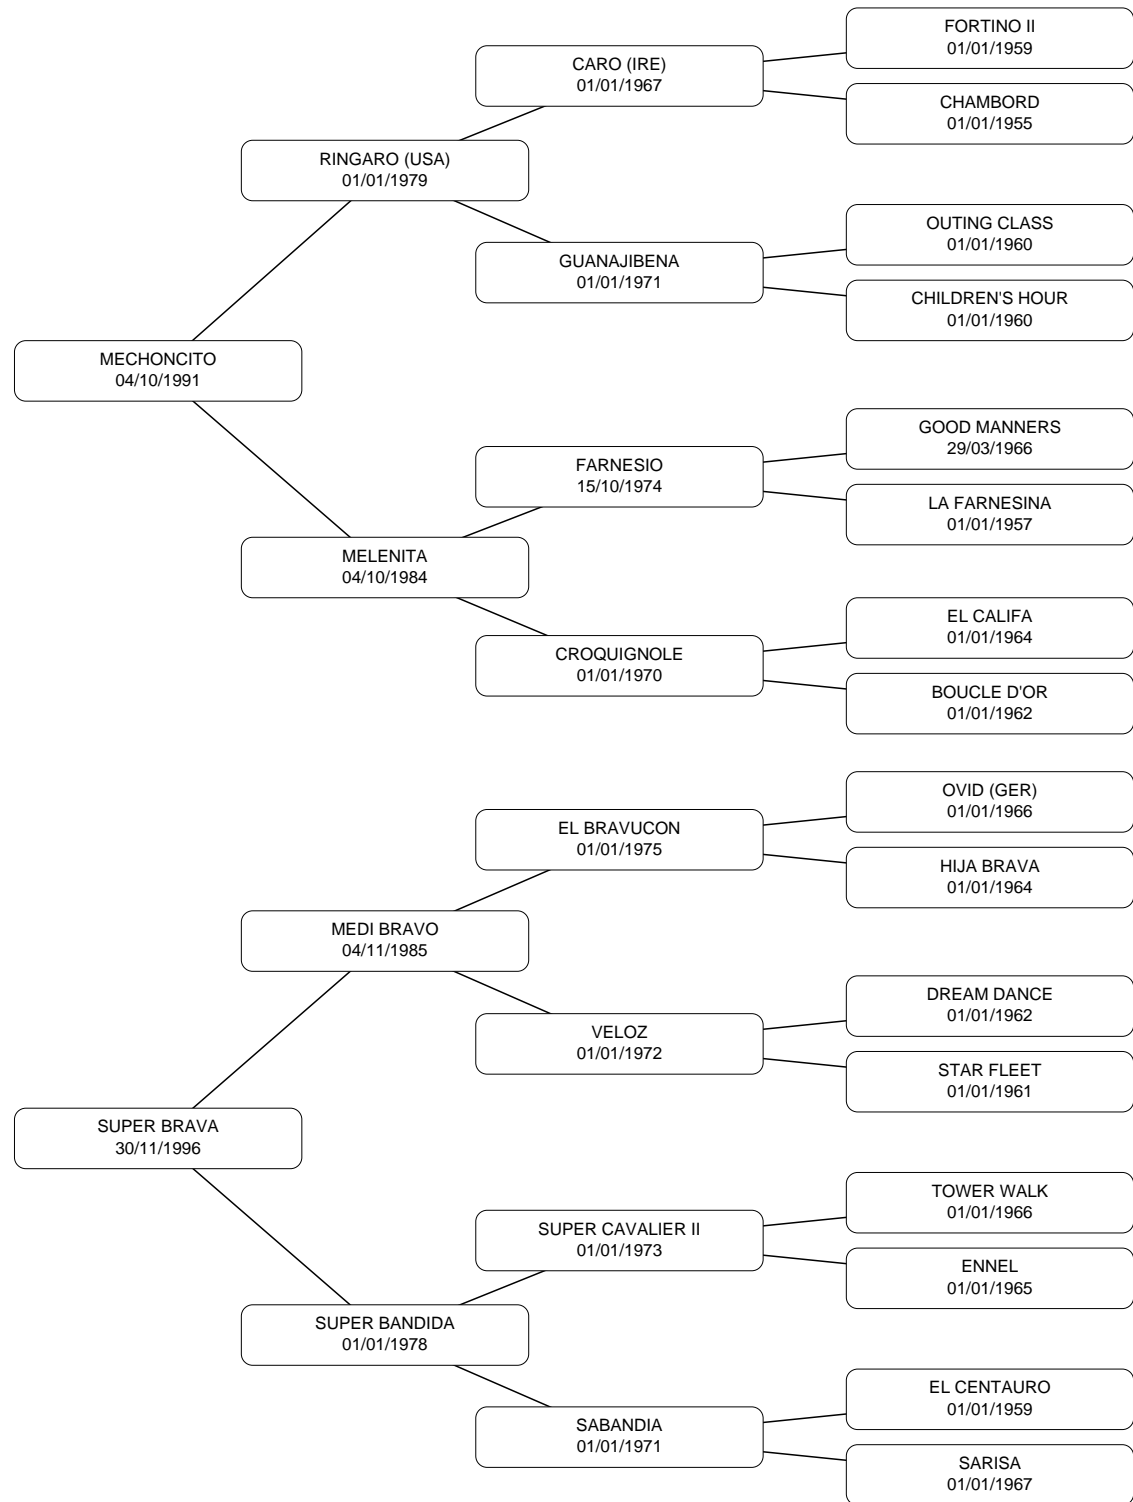 FORTINO II
01/01/1959
CARO (IRE)
01/01/1967
CHAMBORD
01/01/1955
RINGARO (USA)
01/01/1979
OUTING CLASS
01/01/1960
GUANAJIBENA
01/01/1971
CHILDREN'S HOUR
01/01/1960
MECHONCITO
04/10/1991
GOOD MANNERS
29/03/1966
FARNESIO
15/10/1974
LA FARNESINA
01/01/1957
MELENITA
04/10/1984
EL CALIFA
01/01/1964
CROQUIGNOLE
01/01/1970
BOUCLE D'OR
01/01/1962
OVID (GER)
01/01/1966
EL BRAVUCON
01/01/1975
HIJA BRAVA
01/01/1964
MEDI BRAVO
04/11/1985
DREAM DANCE
01/01/1962
VELOZ
01/01/1972
STAR FLEET
01/01/1961
SUPER BRAVA
30/11/1996
TOWER WALK
01/01/1966
SUPER CAVALIER II
01/01/1973
ENNEL
01/01/1965
SUPER BANDIDA
01/01/1978
EL CENTAURO
01/01/1959
SABANDIA
01/01/1971
SARISA
01/01/1967